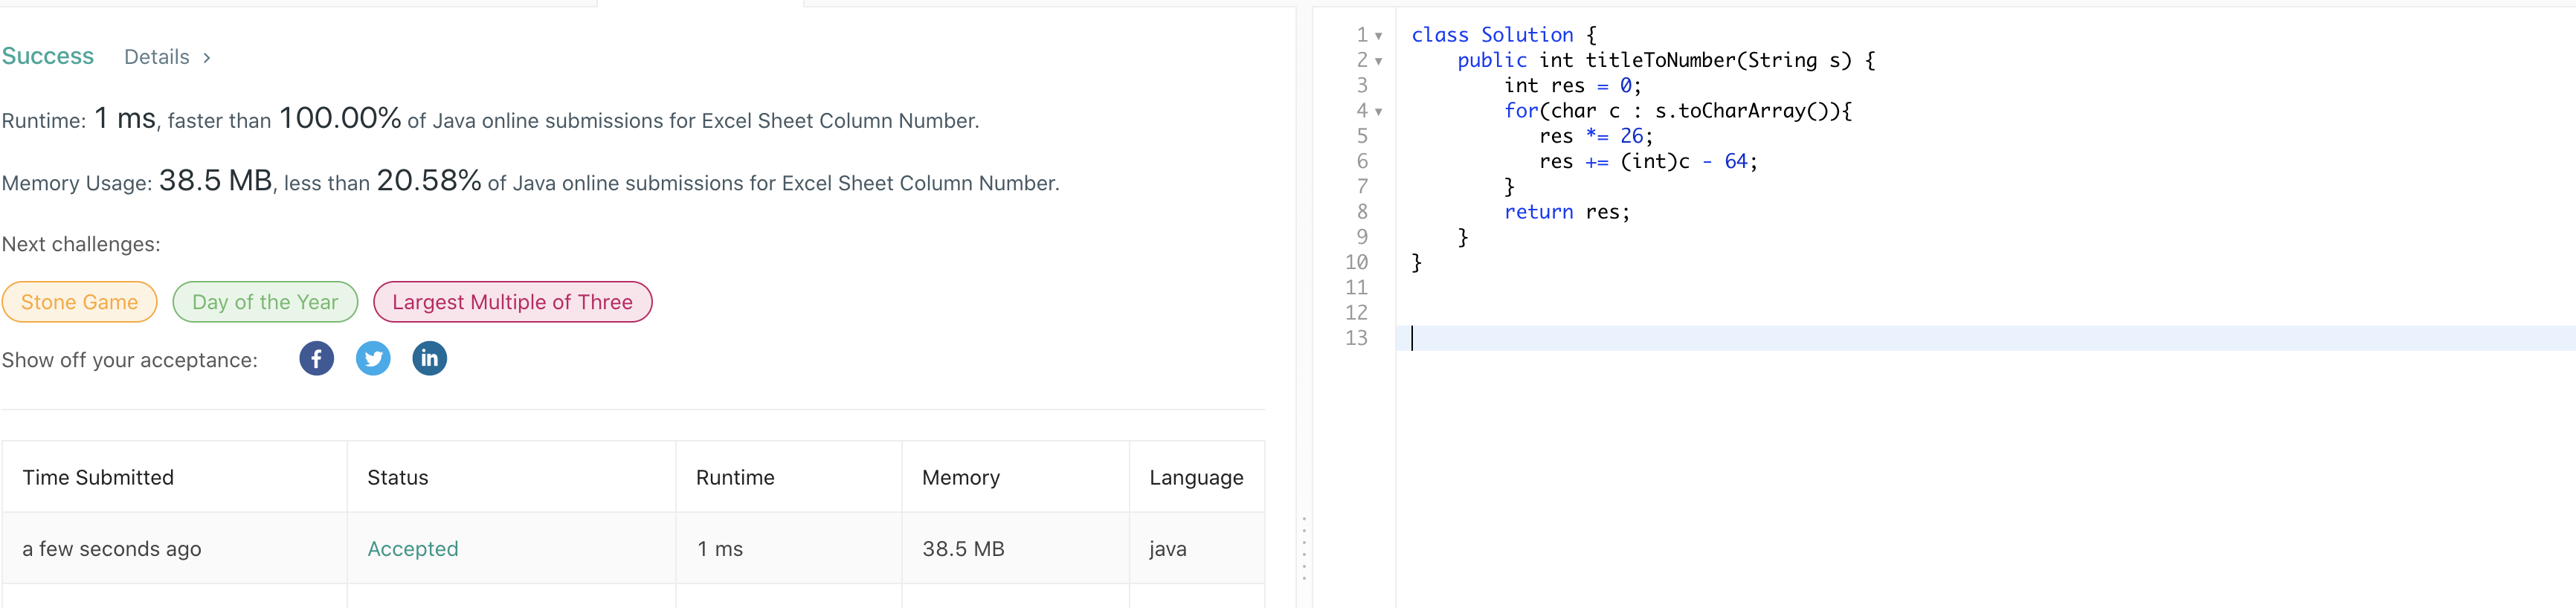 Success Details >
Runtime: 1 ms, faster than 100.00% of Java online submissions for Excel Sheet Column Number.
Memory Usage: 38.5 MB, less than 20.58% of Java online submissions for Excel Sheet Column Number.
Next challenges:
Stone Game Day of the Year Largest Multiple of Three
Show off your acceptance: f in
Time Submitted Status Runtime Memory Language
a few seconds ago Accepted 1 ms 38.5 MB java
1 class Solution {
2     public int titleToNumber(String s) {
3         int res = 0;
4         for(char c : s.toCharArray()){
5            res *= 26;
6            res += (int)c - 64;
7         }
8         return res;
9     }
10 }
11
12
13